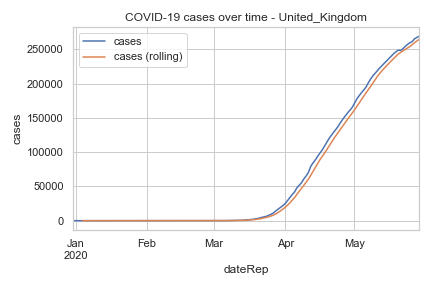 COVID-19 cases over time - United_Kingdom
cases
cases (rolling)
250000
200000
150000
100000
50000
0
cases
Jan
2020
Feb
Mar
Apr
May
dateRep